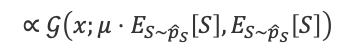 ∝ 𝒢(x; μ · E_{S∼p̂_S}[S], E_{S∼p̂_S}[S])